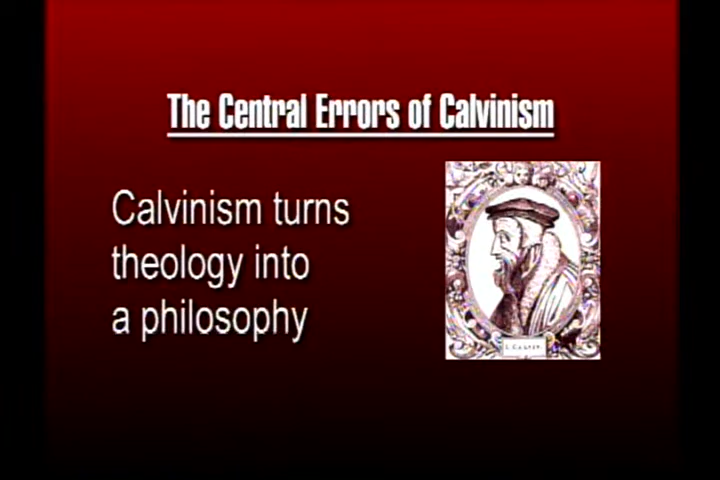 The Central Errors of Calvinism
Calvinism turns
theology into
a philosophy